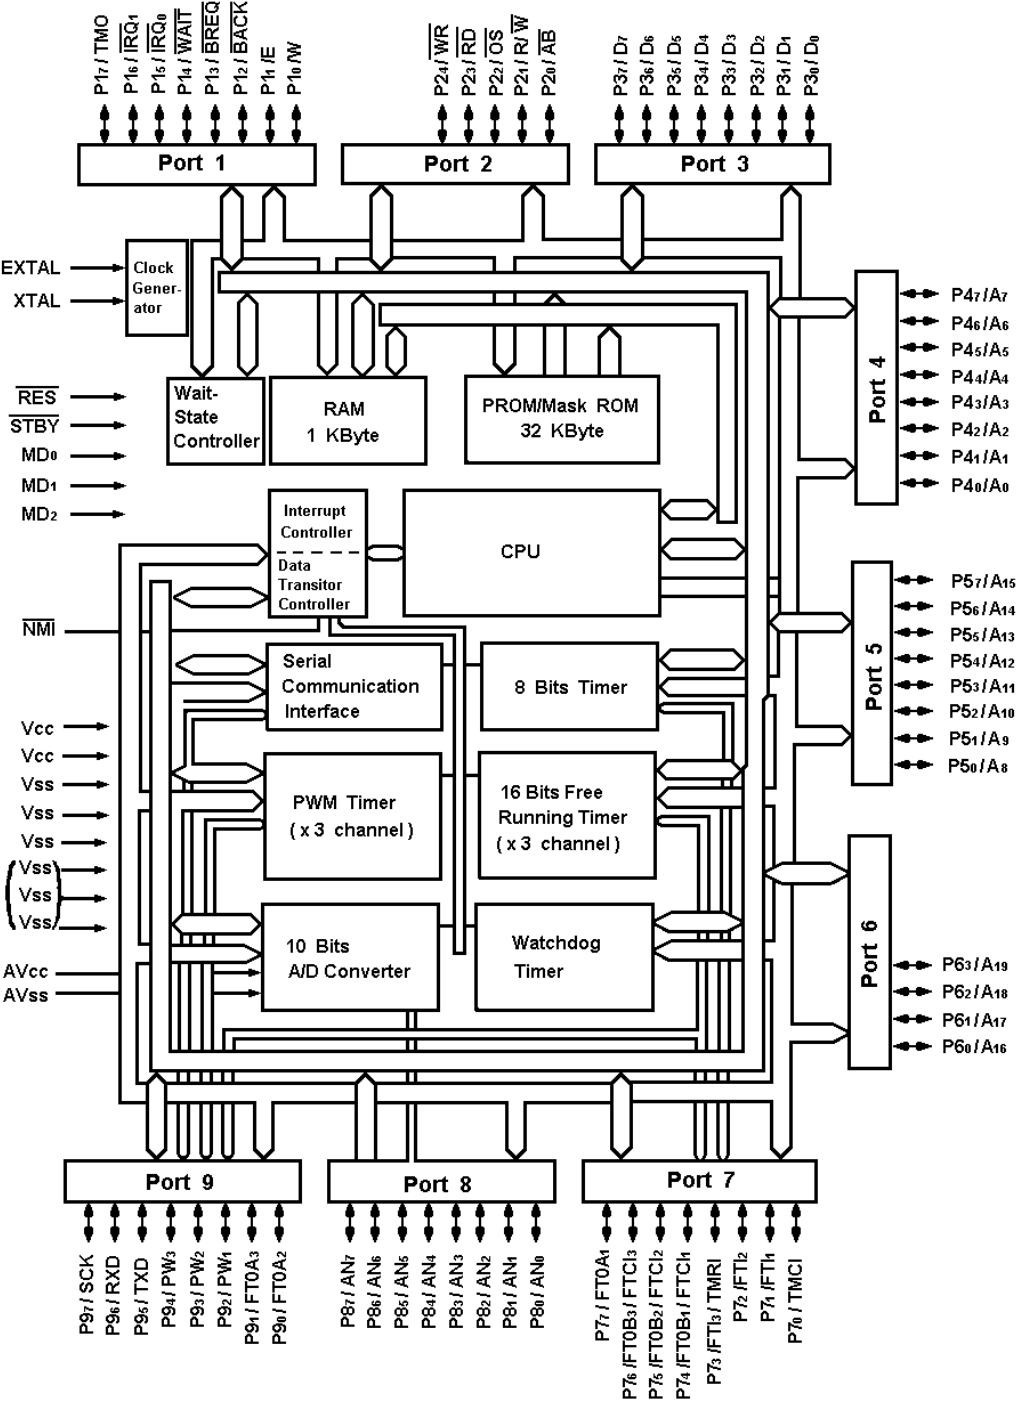 P17/TMO
P16/IRQ1
P15/IRQ0
P14/WAIT
P13/BREQ
P12/BACK
P11/E
P10/W
P24/WR
P23/RD
P22/OS
P21/R/W
P20/AB
P37/D7
P36/D6
P35/D5
P34/D4
P33/D3
P32/D2
P31/D1
P30/D0
Port 1
Port 2
Port 3
EXTAL
XTAL
Clock
Gener-
ator
RES
STBY
MD0
MD1
MD2
Wait-
State
Controller
RAM
1 KByte
PROM/Mask ROM
32 KByte
Port 4
P47/A7
P46/A6
P45/A5
P44/A4
P43/A3
P42/A2
P41/A1
P40/A0
Interrupt
Controller
Data
Transitor
Controller
CPU
NMI
Port 5
P57/A15
P56/A14
P55/A13
P54/A12
P53/A11
P52/A10
P51/A9
P50/A8
Serial
Communication
Interface
8 Bits Timer
Vcc
Vcc
Vss
Vss
Vss
(Vss)
(Vss)
(Vss)
PWM Timer
(x3 channel)
16 Bits Free
Running Timer
(x3 channel)
AVcc
AVss
10 Bits
A/D Converter
Watchdog
Timer
Port 6
P63/A19
P62/A18
P61/A17
P60/A16
Port 9
Port 8
Port 7
P97/SCK
P96/RXD
P95/TXD
P94/PW3
P93/PW2
P92/PW1
P91/FT0A3
P90/FT0A2
P87/AN7
P86/AN6
P85/AN5
P84/AN4
P83/AN3
P82/AN2
P81/AN1
P80/AN0
P77/FT0A1
P76/FT0B3/FTCI3
P75/FT0B2/FTCI2
P74/FT0B1/FTCI1
P73/FTI3/TMRI
P72/FTI2
P71/FTI1
P70/TMCI